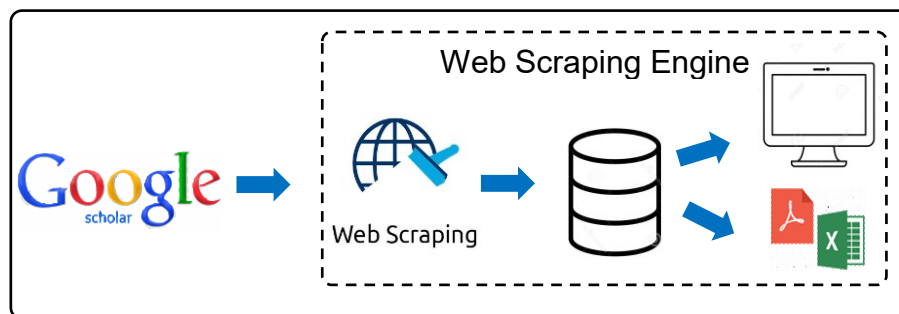 Web Scraping Engine
Google
scholar
Web Scraping
X